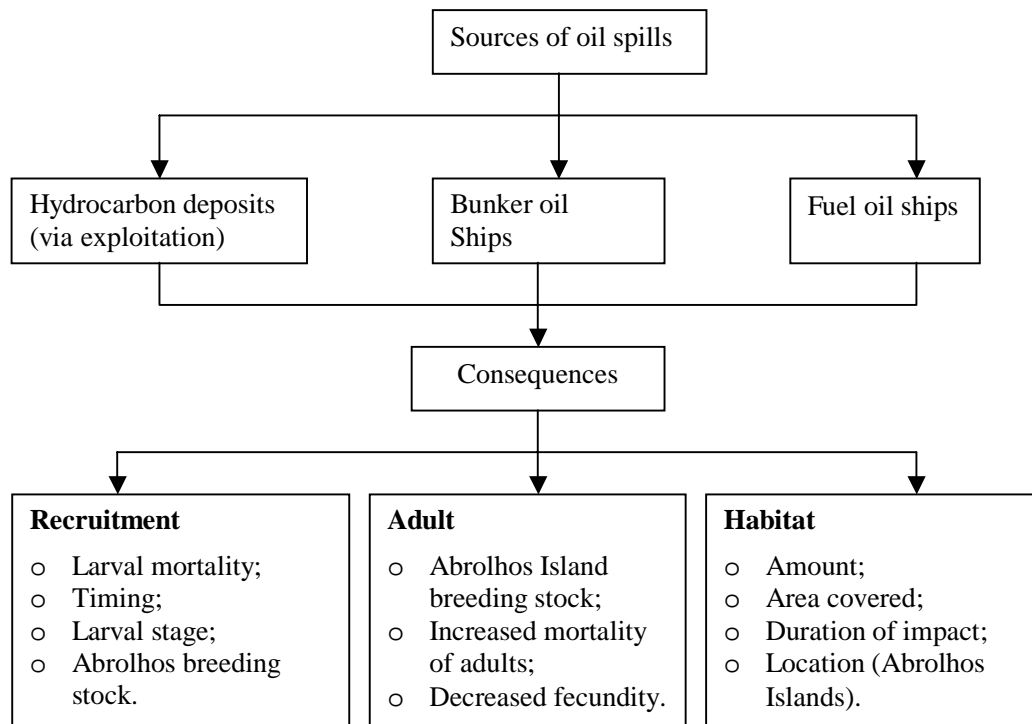 Sources of oil spills
Hydrocarbon deposits
(via exploitation)
Bunker oil
Ships
Fuel oil ships
Consequences
Recruitment
o Larval mortality;
o Timing;
o Larval stage;
o Abrolhos breeding
stock.
Adult
o Abrolhos Island
breeding stock;
o Increased mortality
of adults;
o Decreased fecundity.
Habitat
o Amount;
o Area covered;
o Duration of impact;
o Location (Abrolhos
Islands).